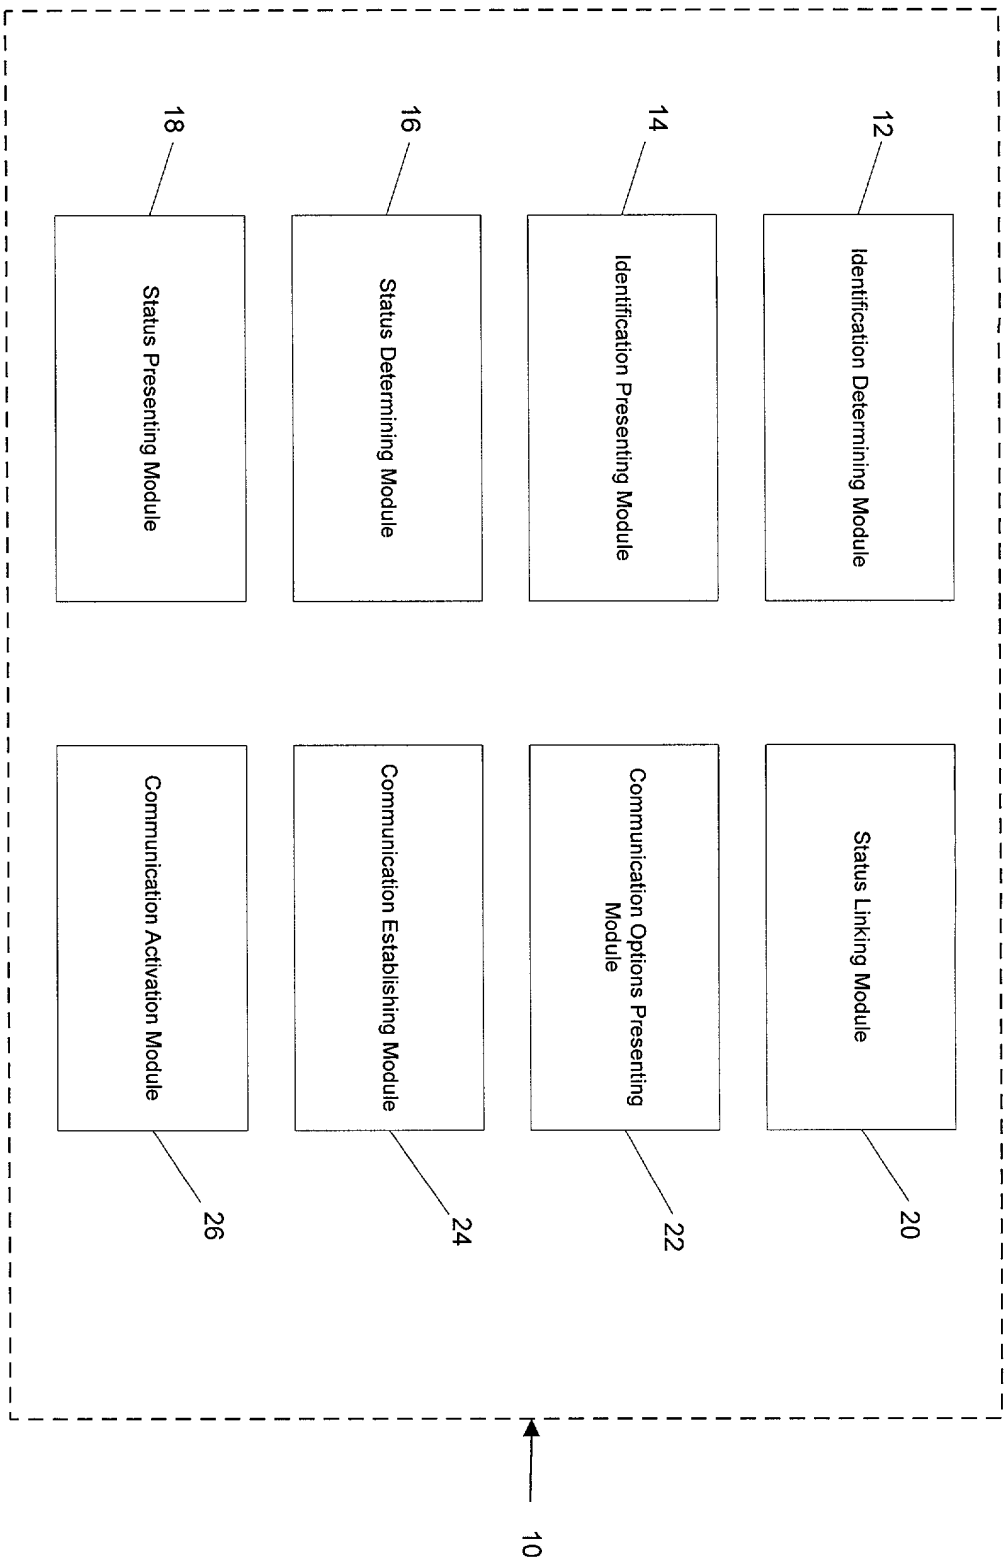 12
Identification Determining Module
14
Identification Presenting Module
16
Status Determining Module
18
Status Presenting Module
20
Status Linking Module
22
Communication Options Presenting
Module
24
Communication Establishing Module
26
Communication Activation Module
10